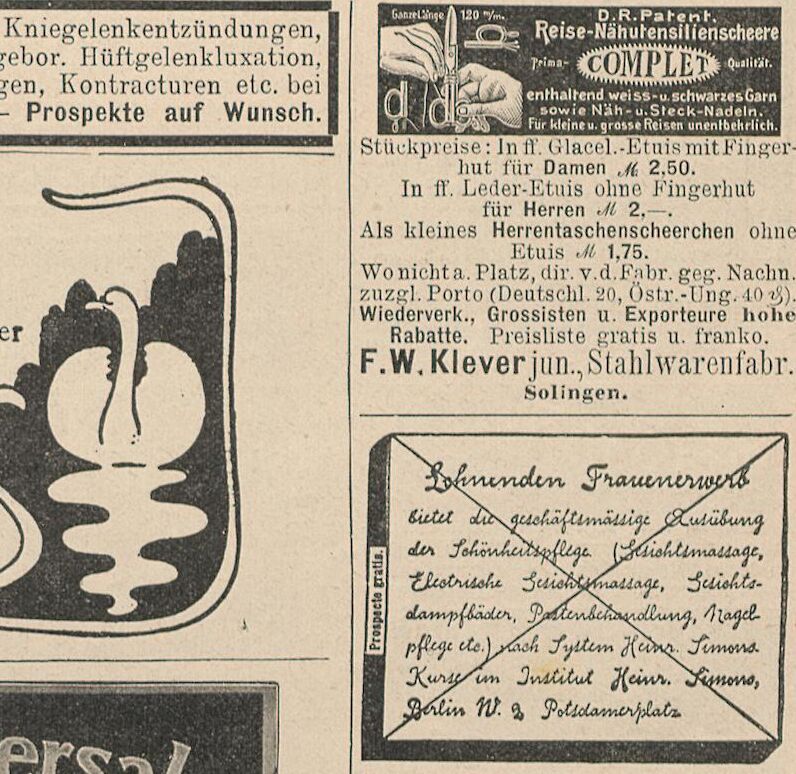 Kniegelenkentzündungen,
gebor. Hüftgelenkluxation,
gen, Kontracturen etc. bei
— Prospekte auf Wunsch.
er
ersal
Ganze Länge 120 m/m.
D.R.Patent.
Reise-Nähutensilienscheere
Prima- COMPLET Qualität.
enthaltend weiss-u.schwarzes Garn
sowie Näh-u.Steck-Nadeln.
Für kleine u. grosse Reisen unentbehrlich.
Stückpreise: In ff. Glacel.-Etuis mit Finger-
hut für Damen ℳ 2,50.
In ff. Leder-Etuis ohne Fingerhut
für Herren ℳ 2,—.
Als kleines Herrentaschenscheerchen ohne
Etuis ℳ 1,75.
Wo nicht a. Platz, dir. v. d. Fabr. geg. Nachn.
zuzgl. Porto (Deutschl. 20, Östr.-Ung. 40 ₰).
Wiederverk., Grossisten u. Exporteure hohe
Rabatte. Preisliste gratis u. franko.
F.W. Klever jun., Stahlwarenfabr.
Solingen.
Prospecte gratis.
Lohnenden Frauenerwerb
bietet die geschäftsmässige Ausübung
der Schönheitspflege (Gesichtsmassage,
Electrische Gesichtsmassage, Gesichts-
dampfbäder, Pastenbehandlung, Nagel-
pflege etc.) nach System Heinr. Simons.
Kurse im Institut Heinr. Simons,
Berlin W. 9 Potsdamerplatz